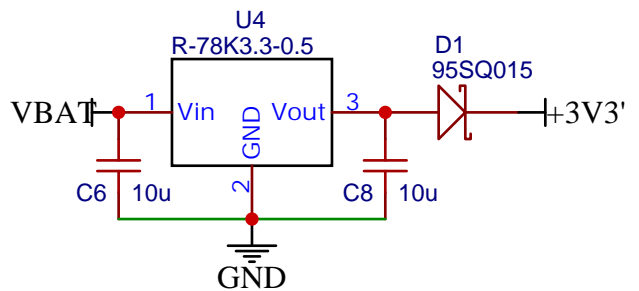 U4
R-78K3.3-0.5
D1
95SQ015
VBAT
1
Vin
GND
Vout
3
+3V3'
2
C6
10u
C8
10u
GND